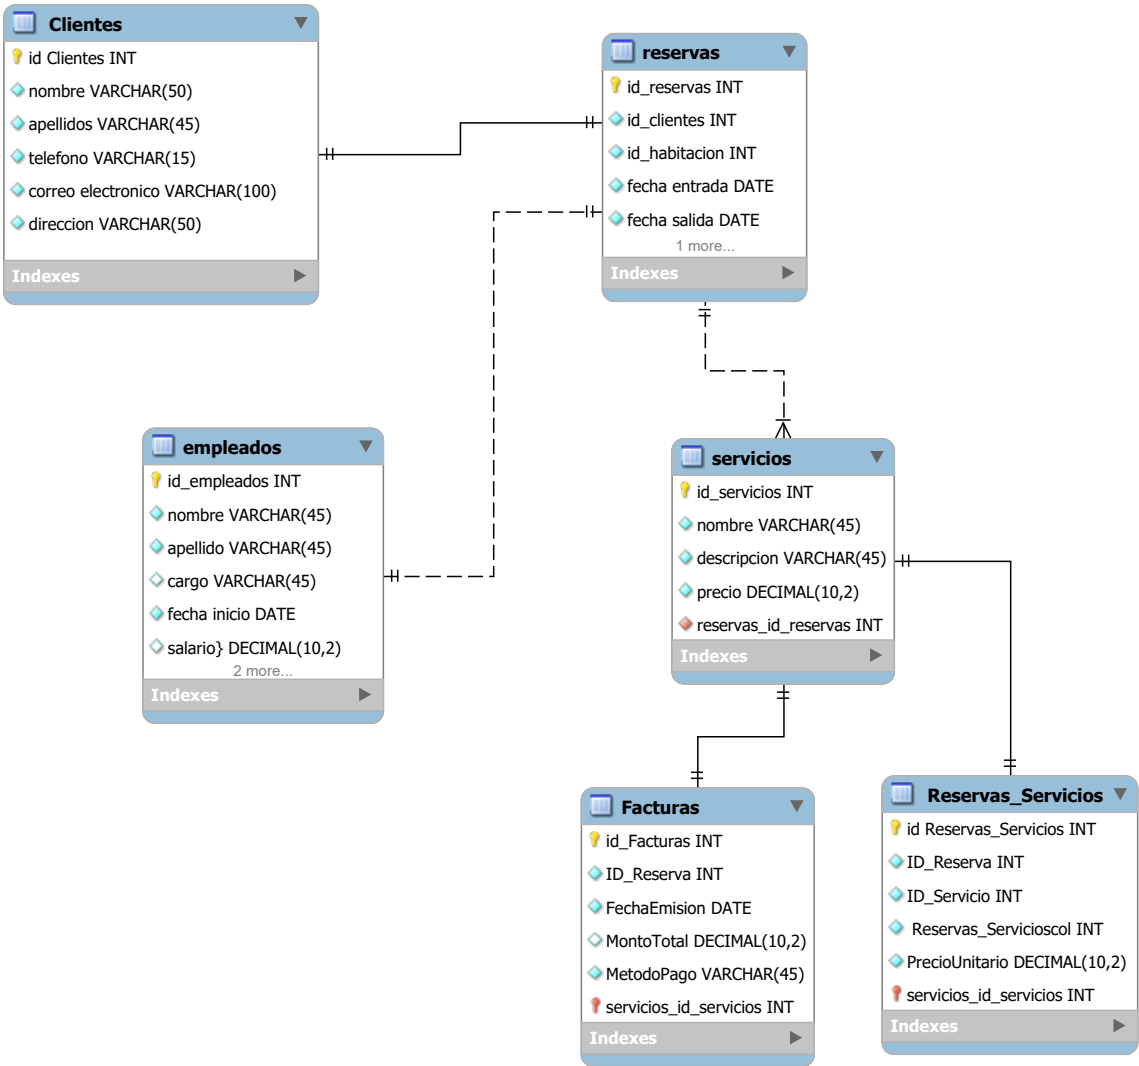 Clientes
id Clientes INT
nombre VARCHAR(50)
apellidos VARCHAR(45)
telefono VARCHAR(15)
correo electronico VARCHAR(100)
direccion VARCHAR(50)
Indexes
reservas
id_reservas INT
id_clientes INT
id_habitacion INT
fecha entrada DATE
fecha salida DATE
1 more...
Indexes
empleados
id_empleados INT
nombre VARCHAR(45)
apellido VARCHAR(45)
cargo VARCHAR(45)
fecha inicio DATE
salario} DECIMAL(10,2)
2 more...
Indexes
servicios
id_servicios INT
nombre VARCHAR(45)
descripcion VARCHAR(45)
precio DECIMAL(10,2)
reservas_id_reservas INT
Indexes
Facturas
id_Facturas INT
ID_Reserva INT
FechaEmision DATE
MontoTotal DECIMAL(10,2)
MetodoPago VARCHAR(45)
servicios_id_servicios INT
Indexes
Reservas_Servicios
id Reservas_Servicios INT
ID_Reserva INT
ID_Servicio INT
Reservas_Servicioscol INT
PrecioUnitario DECIMAL(10,2)
servicios_id_servicios INT
Indexes